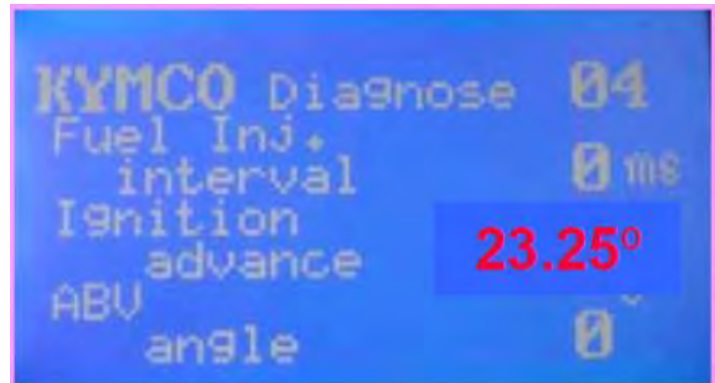 KYMCO Diagnose 04
Fuel Inj.
interval 0 ms
Ignition
advance 23.25°
ABV
angle 0